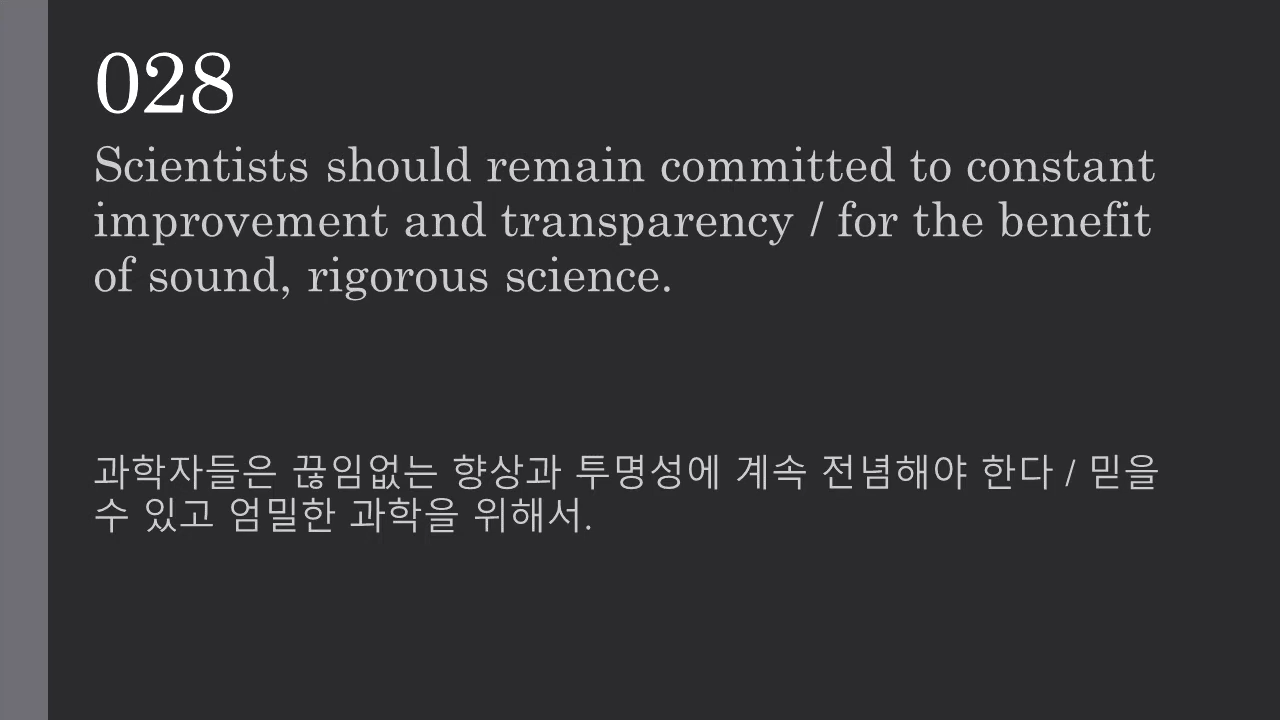 028
Scientists should remain committed to constant
improvement and transparency / for the benefit
of sound, rigorous science.
과학자들은 끊임없는 향상과 투명성에 계속 전념해야 한다 / 믿을
수 있고 엄밀한 과학을 위해서.